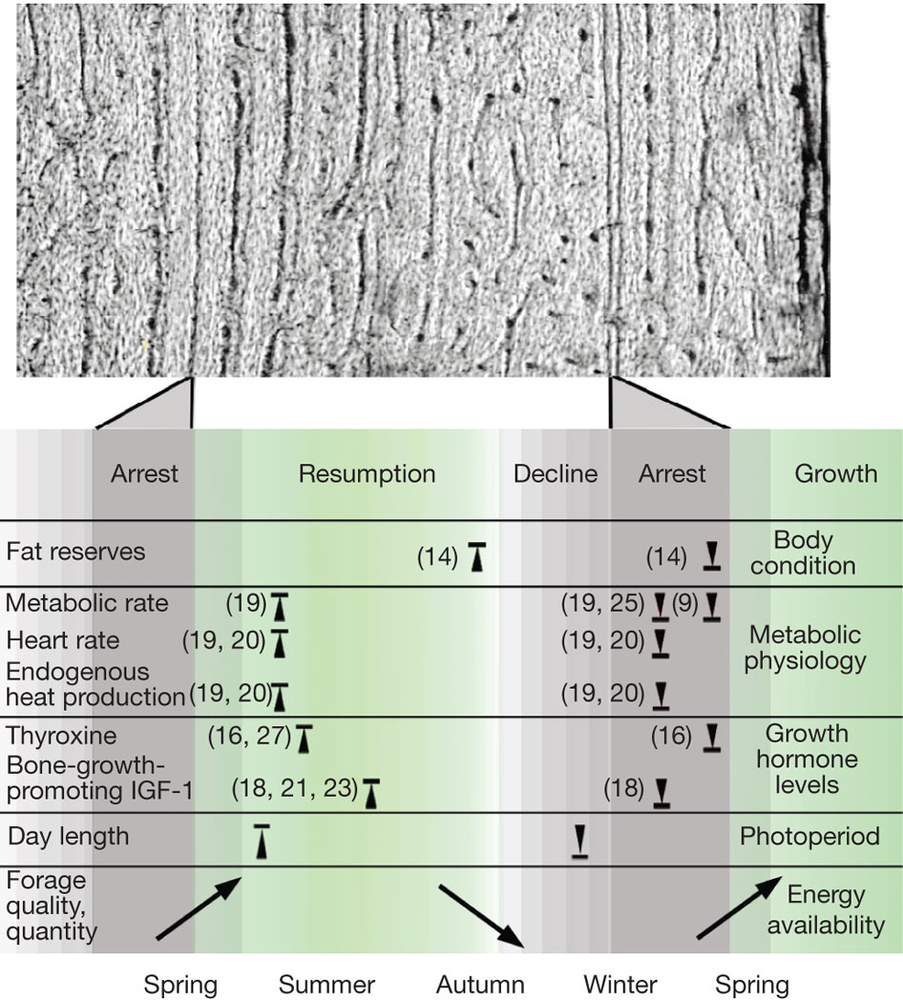 Arrest Resumption Decline Arrest Growth
Fat reserves (14) (14) Body
condition
Metabolic rate (19) (19, 25) (9)
Heart rate (19, 20) (19, 20) Metabolic
physiology
Endogenous
heat production (19, 20) (19, 20)
Thyroxine (16, 27) (16) Growth
hormone
levels
Bone-growth-
promoting IGF-1 (18, 21, 23) (18)
Day length Photoperiod
Forage
quality,
quantity
Energy
availability
Spring Summer Autumn Winter Spring